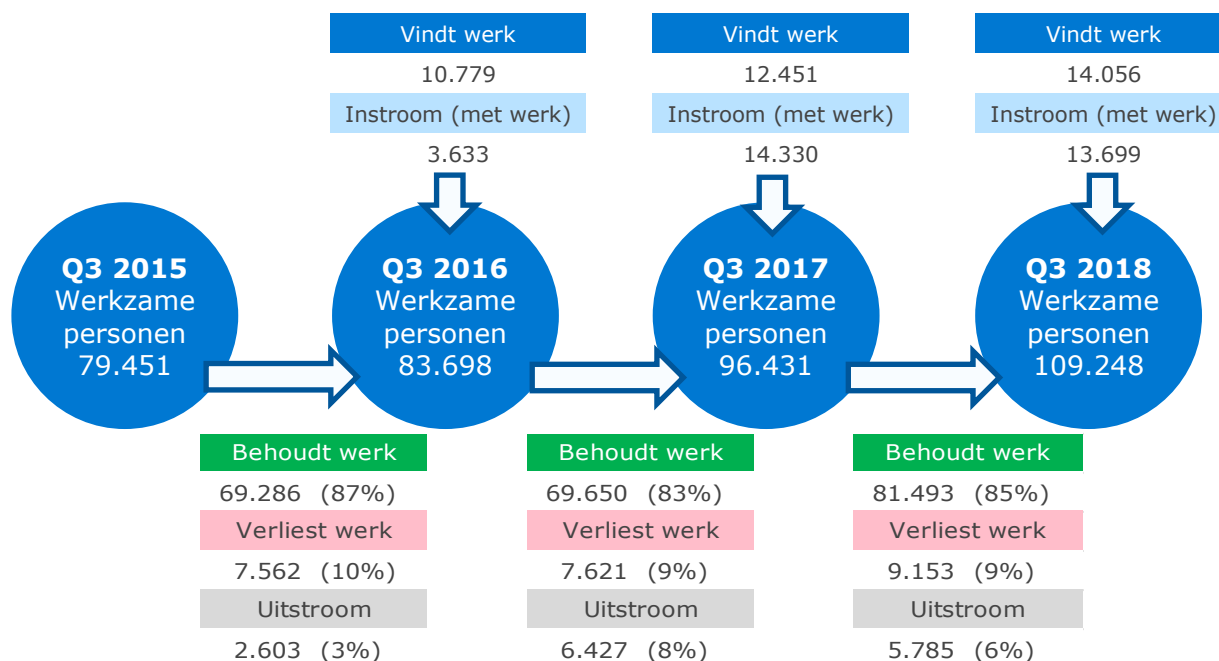 Vindt werk
10.779
Instroom (met werk)
3.633
Vindt werk
12.451
Instroom (met werk)
14.330
Vindt werk
14.056
Instroom (met werk)
13.699
Q3 2015
Werkzame
personen
79.451
Q3 2016
Werkzame
personen
83.698
Q3 2017
Werkzame
personen
96.431
Q3 2018
Werkzame
personen
109.248
Behoudt werk
69.286 (87%)
Verliest werk
7.562 (10%)
Uitstroom
2.603 (3%)
Behoudt werk
69.650 (83%)
Verliest werk
7.621 (9%)
Uitstroom
6.427 (8%)
Behoudt werk
81.493 (85%)
Verliest werk
9.153 (9%)
Uitstroom
5.785 (6%)